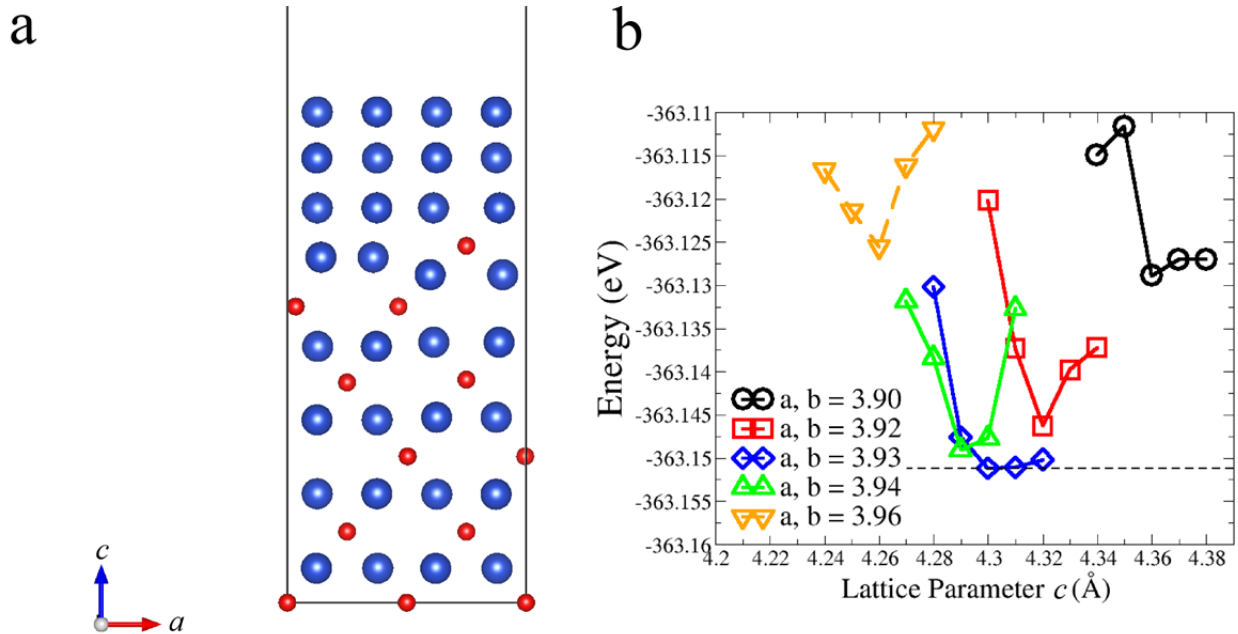 a
b
c
a
Energy (eV)
-363.11
-363.115
-363.12
-363.125
-363.13
-363.135
-363.14
-363.145
-363.15
-363.155
-363.16
a, b = 3.90
a, b = 3.92
a, b = 3.93
a, b = 3.94
a, b = 3.96
4.2 4.22 4.24 4.26 4.28 4.3 4.32 4.34 4.36 4.38
Lattice Parameter c (Å)